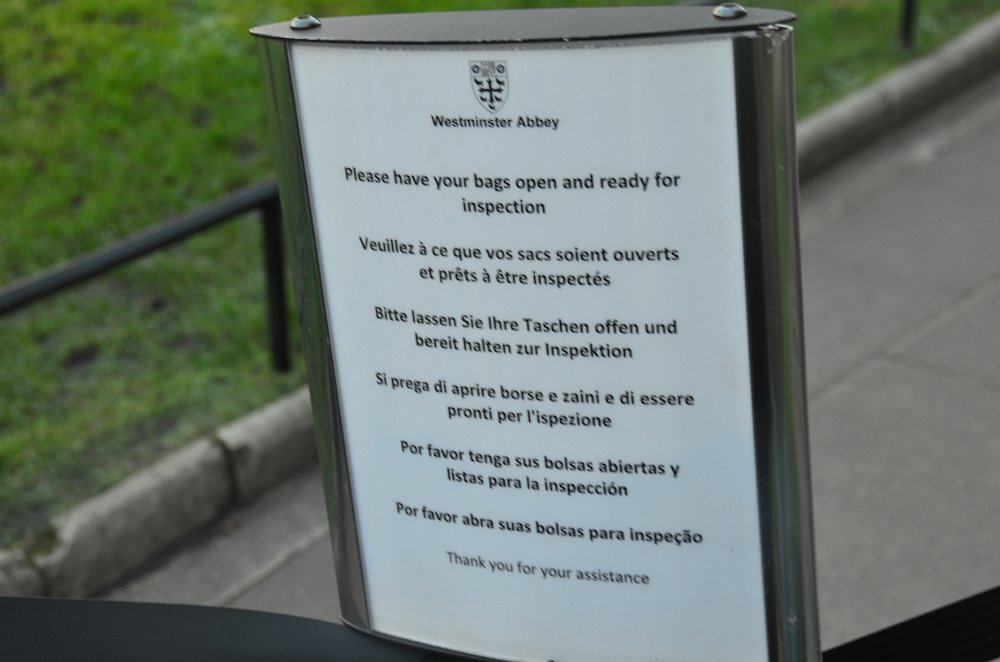 Westminster Abbey
Please have your bags open and ready for
inspection
Veuillez à ce que vos sacs soient ouverts
et prêts à être inspectés
Bitte lassen Sie Ihre Taschen offen und
bereit halten zur Inspektion
Si prega di aprire borse e zaini e di essere
pronti per l'ispezione
Por favor tenga sus bolsas abiertas y
listas para la inspección
Por favor abra suas bolsas para inspeção
Thank you for your assistance